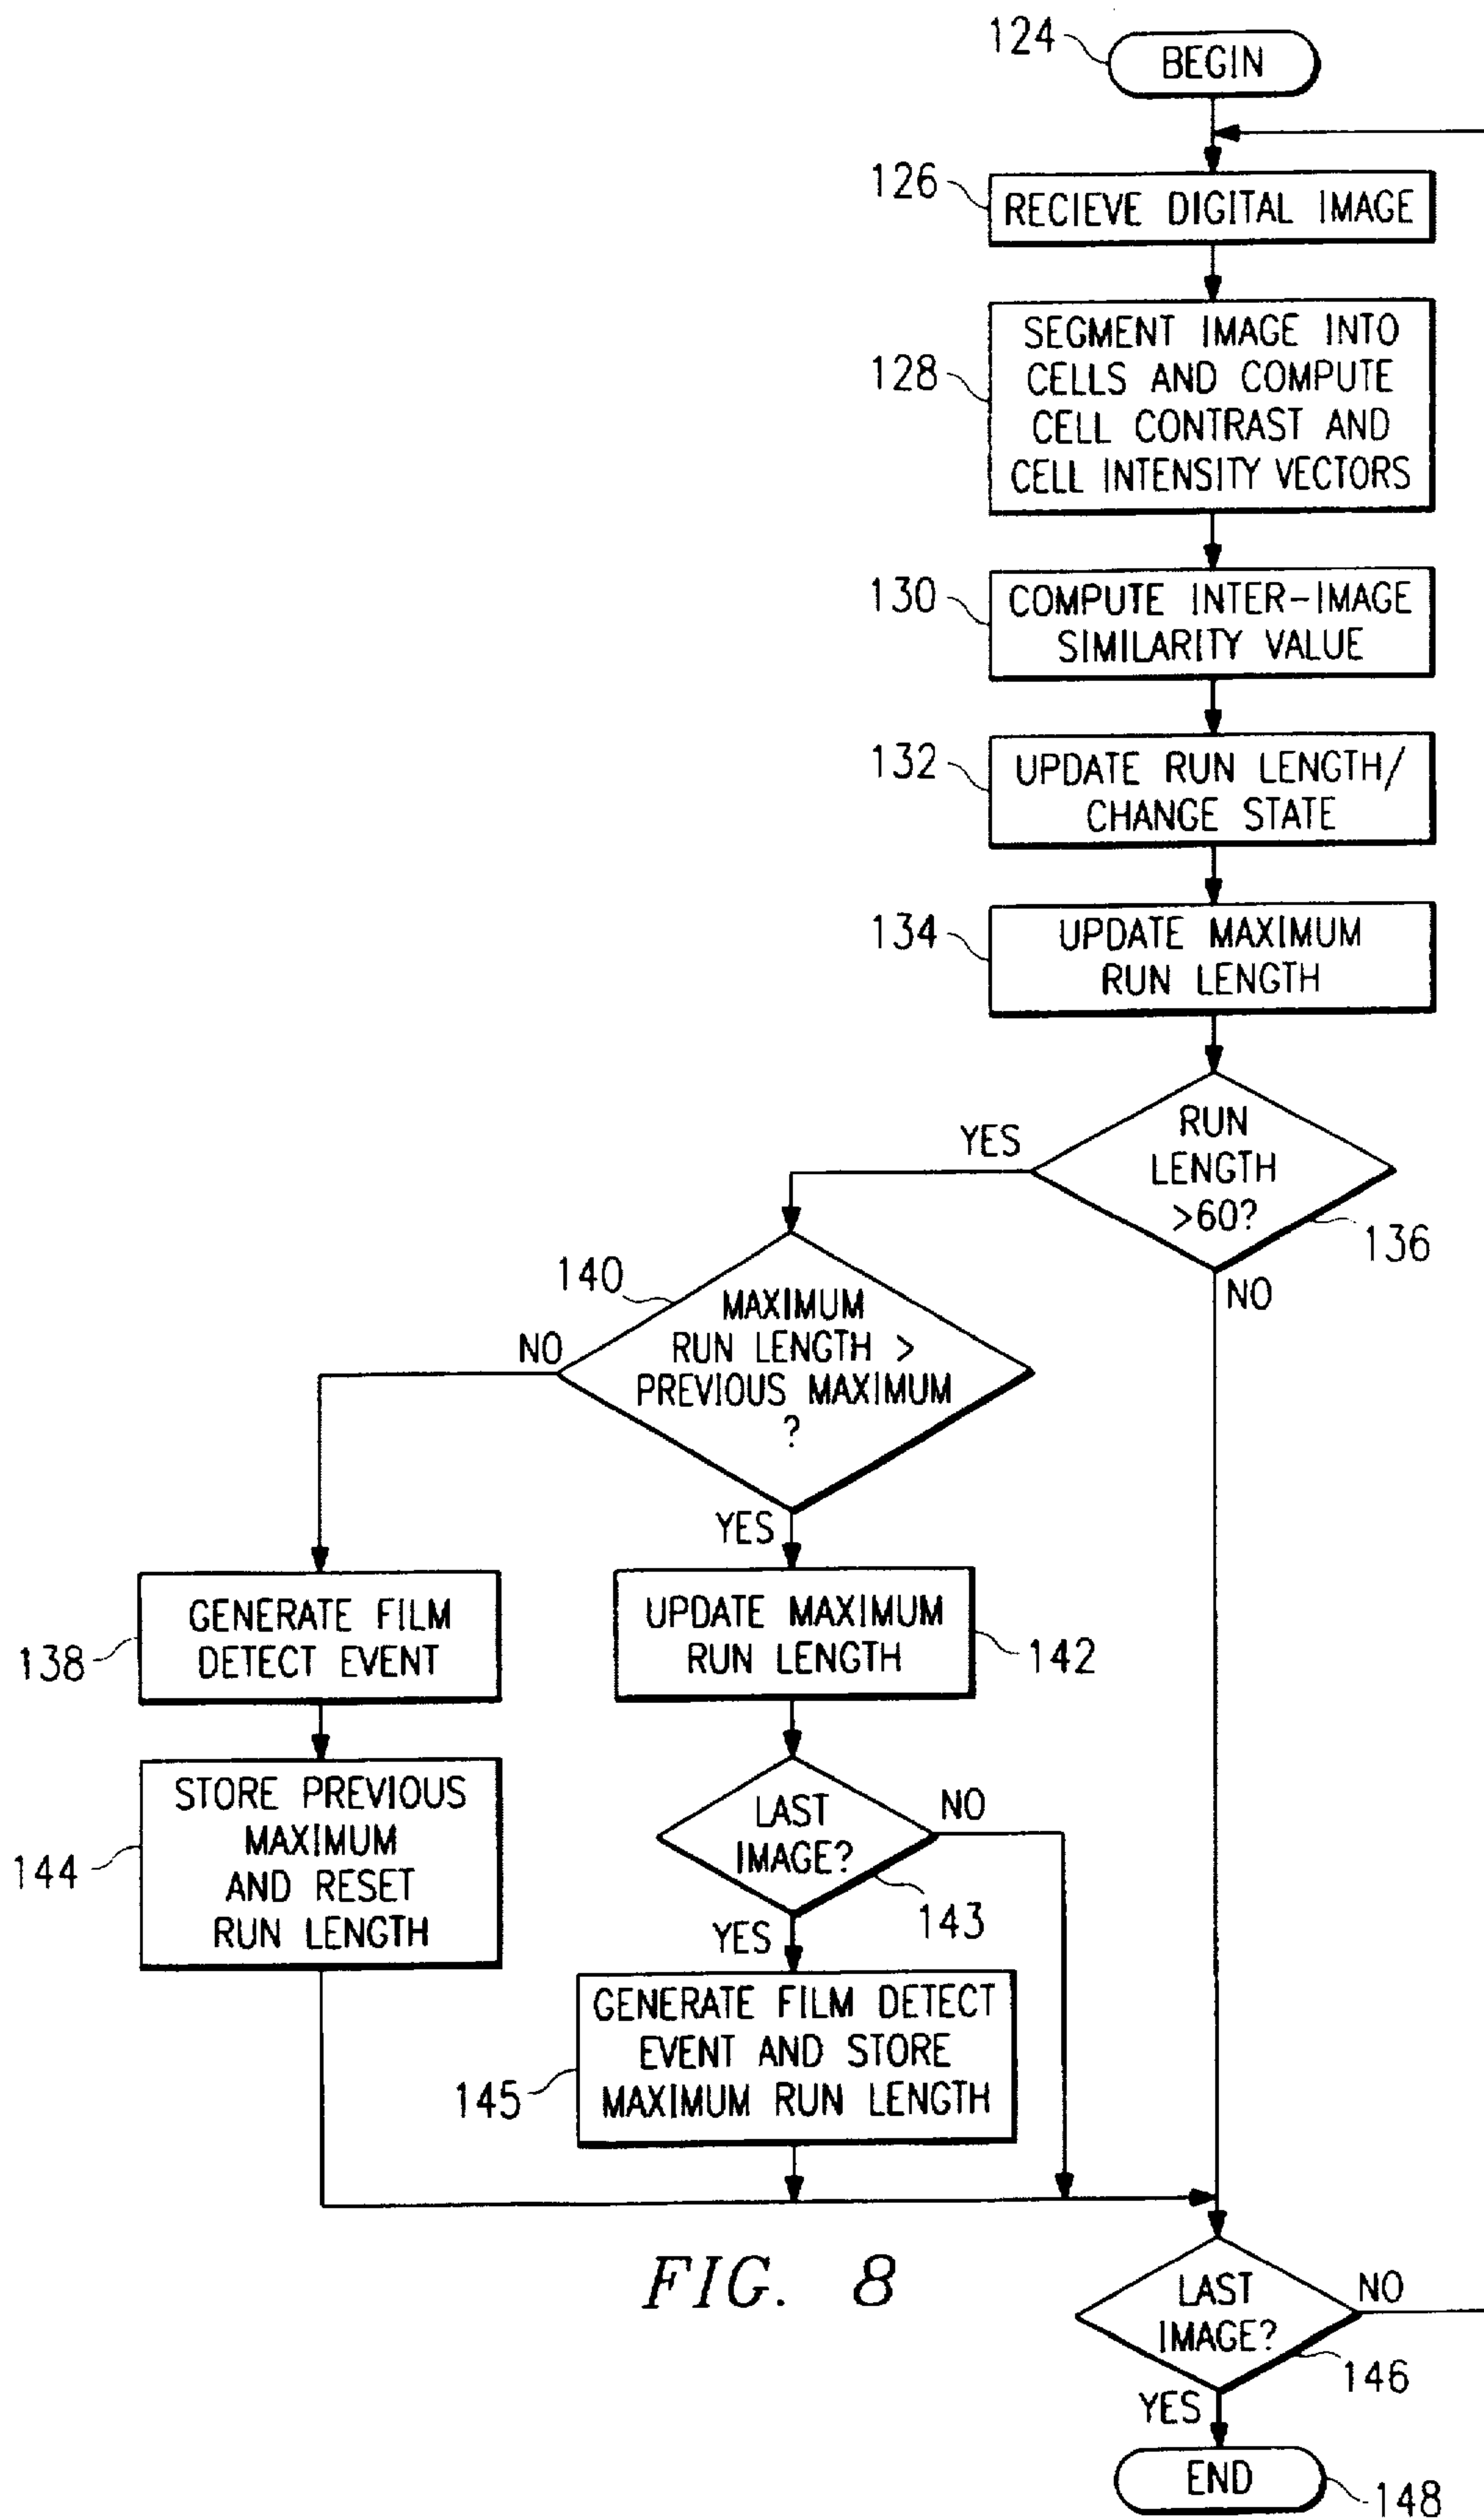 124
BEGIN
126
RECIEVE DIGITAL IMAGE
128
SEGMENT IMAGE INTO
CELLS AND COMPUTE
CELL CONTRAST AND
CELL INTENSITY VECTORS
130
COMPUTE INTER-IMAGE
SIMILARITY VALUE
132
UPDATE RUN LENGTH/
CHANGE STATE
134
UPDATE MAXIMUM
RUN LENGTH
RUN
LENGTH
>60?
136
YES
NO
140
MAXIMUM
RUN LENGTH >
PREVIOUS MAXIMUM
?
NO
YES
GENERATE FILM
DETECT EVENT
138
UPDATE MAXIMUM
RUN LENGTH
142
STORE PREVIOUS
MAXIMUM
AND RESET
RUN LENGTH
144
LAST
IMAGE?
NO
143
YES
GENERATE FILM DETECT
EVENT AND STORE
MAXIMUM RUN LENGTH
145
FIG. 8
LAST
IMAGE?
NO
146
YES
END
148